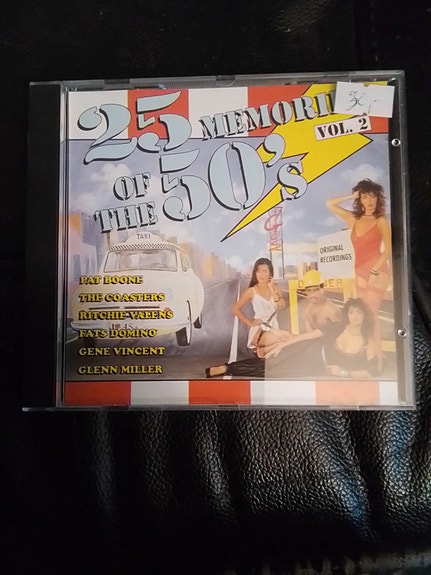 25 MEMORI
VOL. 2
OF
THE 50's
TAXI
ORIGINAL
RECORDINGS
PAT BOONE
THE COASTERS
RITCHIE VALENS
FATS DOMINO
GENE VINCENT
GLENN MILLER